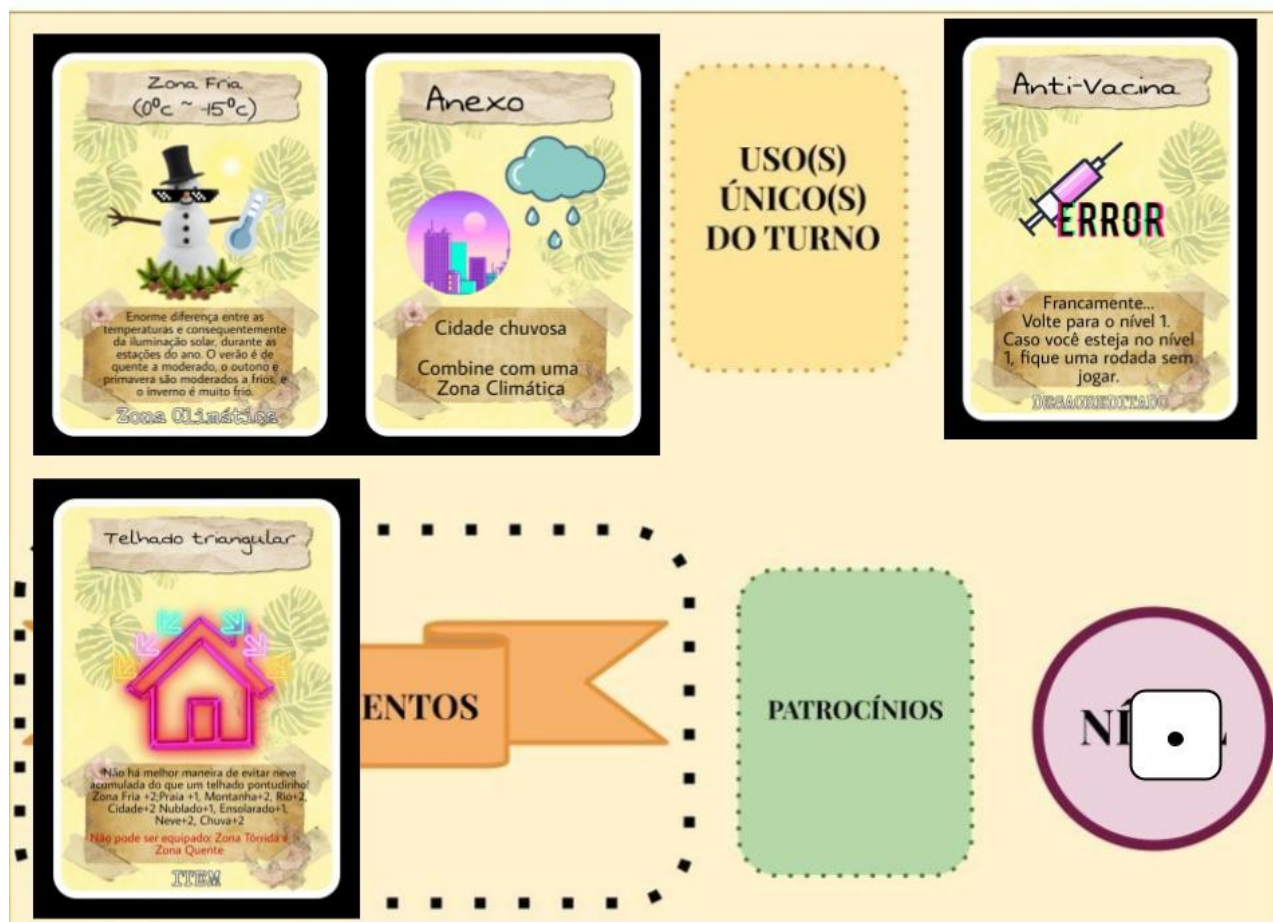 Zona Fria
(0°c ~ -15°c)
Enorme diferença entre as
temperaturas e consequentemente
da iluminação solar, durante as
estações do ano. O verão é de
quente a moderado, o outono e
primavera são moderados a frios, e
o inverno é muito frio.
Zona Climática
Anexo
Cidade chuvosa
Combine com uma
Zona Climática
USO(S)
ÚNICO(S)
DO TURNO
Anti-Vacina
ERROR
Francamente...
Volte para o nível 1.
Caso você esteja no nível
1, fique uma rodada sem
jogar.
DESACREDITADO
Telhado triangular
Não há melhor maneira de evitar neve
acumulada do que um telhado pontudinho!
Zona Fria +2;Praia +1, Montanha+2, Rio+2,
Cidade+2 Nublado+1, Ensolarado+1,
Neve+2, Chuva+2
Não pode ser equipado: Zona Tórrida e
Zona Quente
ITEM
ENTOS
PATROCÍNIOS
NÍ L